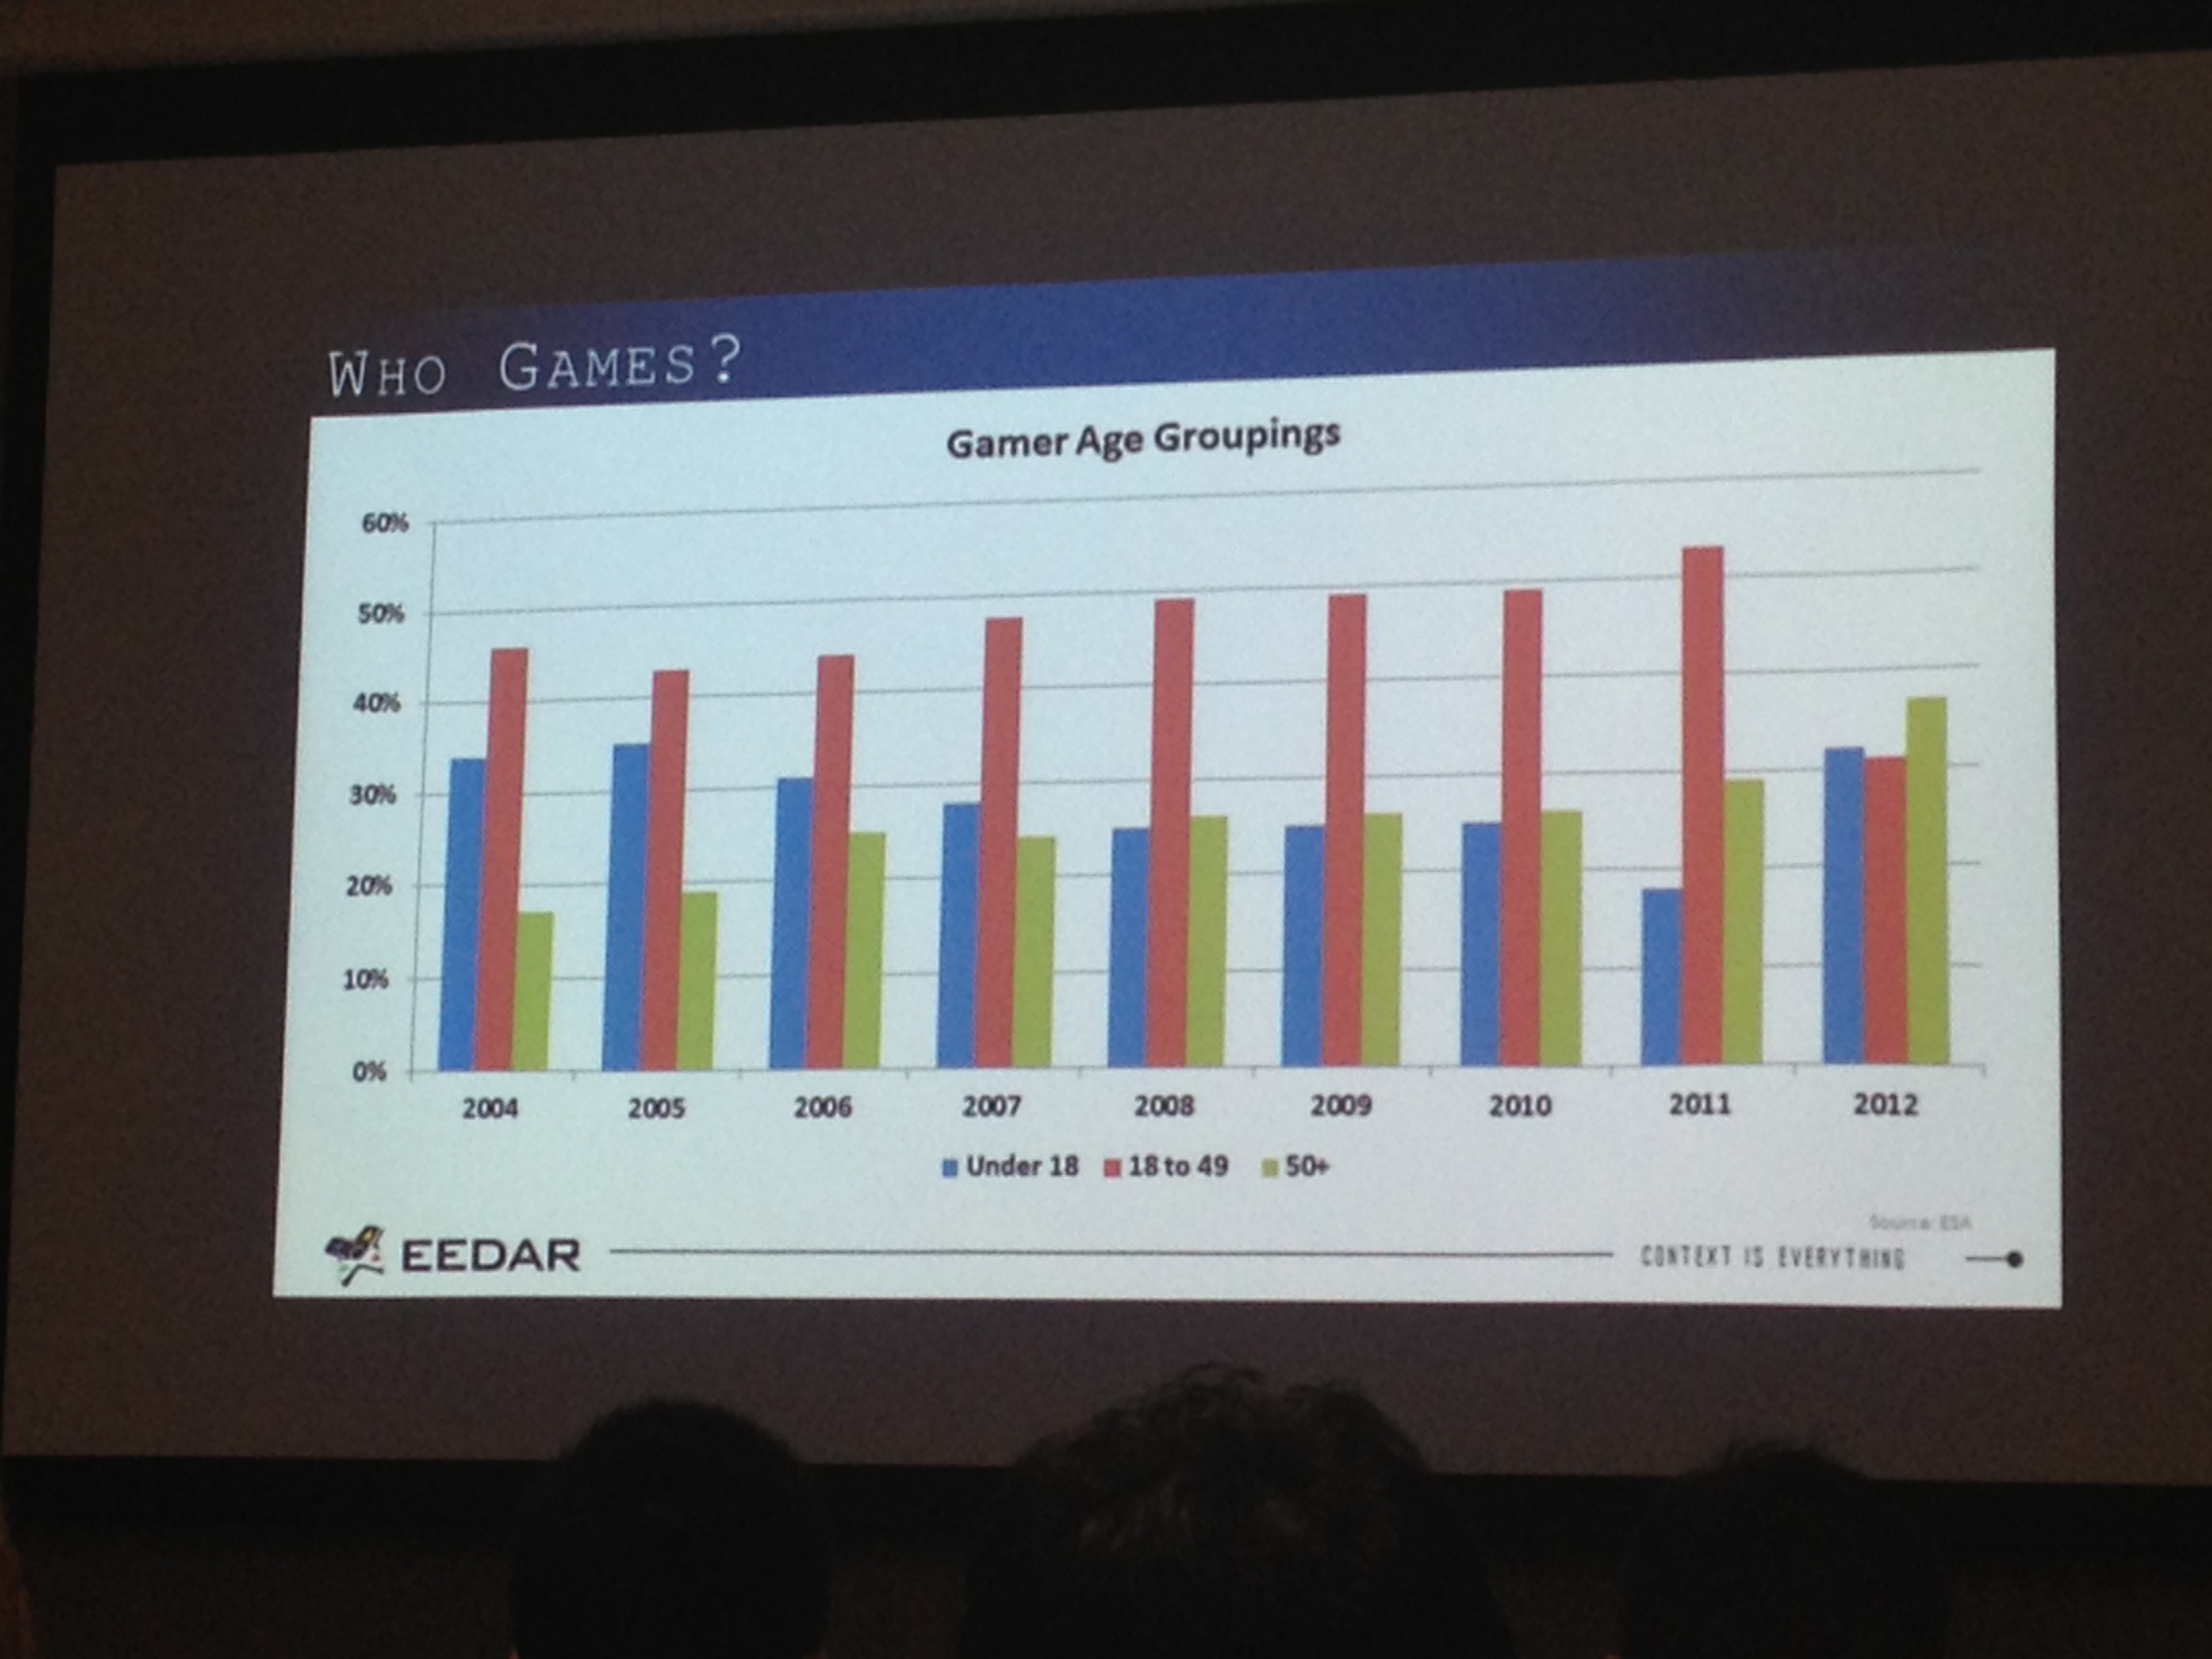 WHO GAMES?
Gamer Age Groupings
60%
50%
40%
30%
20%
10%
0%
2004 2005 2006 2007 2008 2009 2010 2011 2012
Under 18 18 to 49 50+
Source: ESA
EEDAR CONTEXT IS EVERYTHING